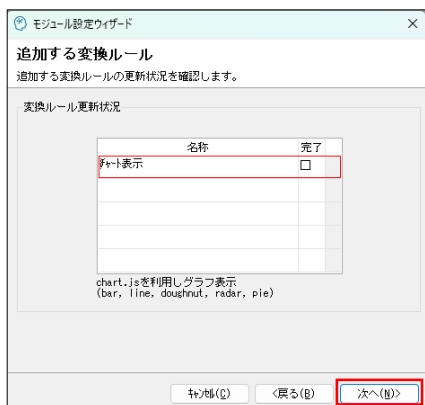 モジュール設定ウィザード
追加する変換ルール
追加する変換ルールの更新状況を確認します。
変換ルール更新状況
名称 完了
ﾁｬｰﾄ表示
chart.jsを利用しグラフ表示
(bar, line, doughnut, radar, pie)
ｷｬﾝｾﾙ(C) <戻る(B) 次へ(N)>